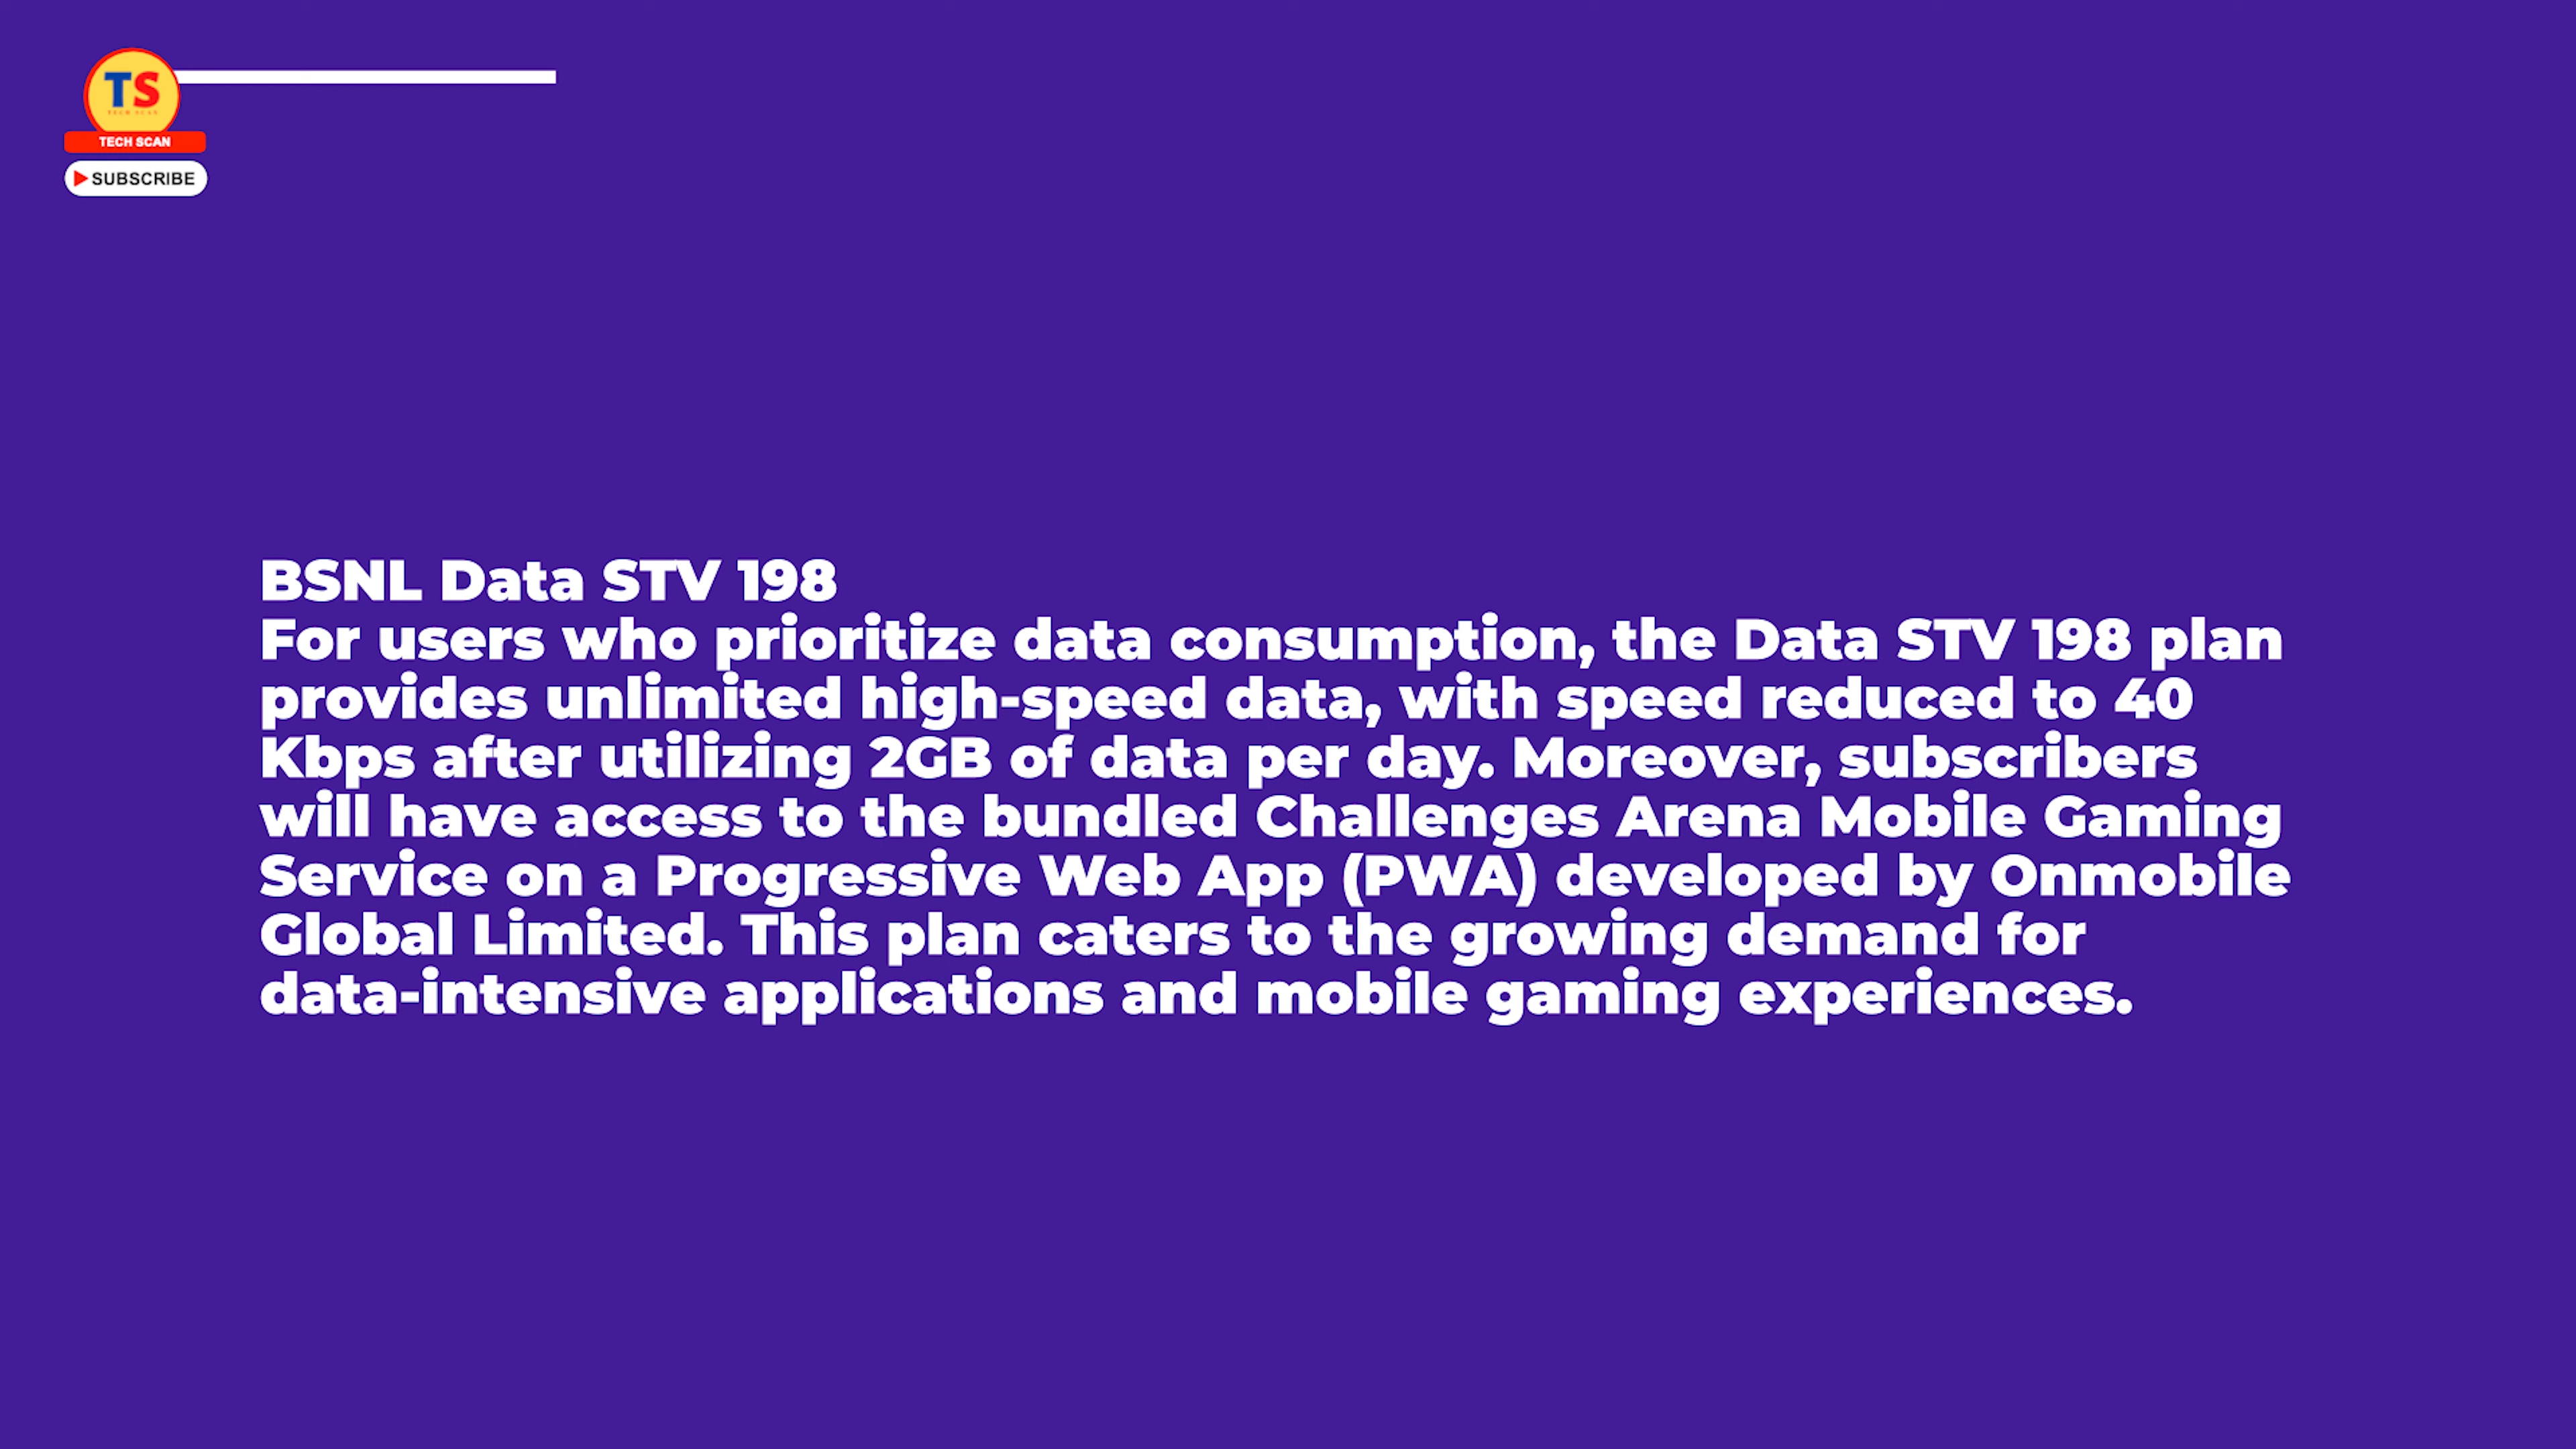 TS
TECH SCAN
TECH SCAN
SUBSCRIBE
BSNL Data STV 198
For users who prioritize data consumption, the Data STV 198 plan
provides unlimited high-speed data, with speed reduced to 40
Kbps after utilizing 2GB of data per day. Moreover, subscribers
will have access to the bundled Challenges Arena Mobile Gaming
Service on a Progressive Web App (PWA) developed by Onmobile
Global Limited. This plan caters to the growing demand for
data-intensive applications and mobile gaming experiences.